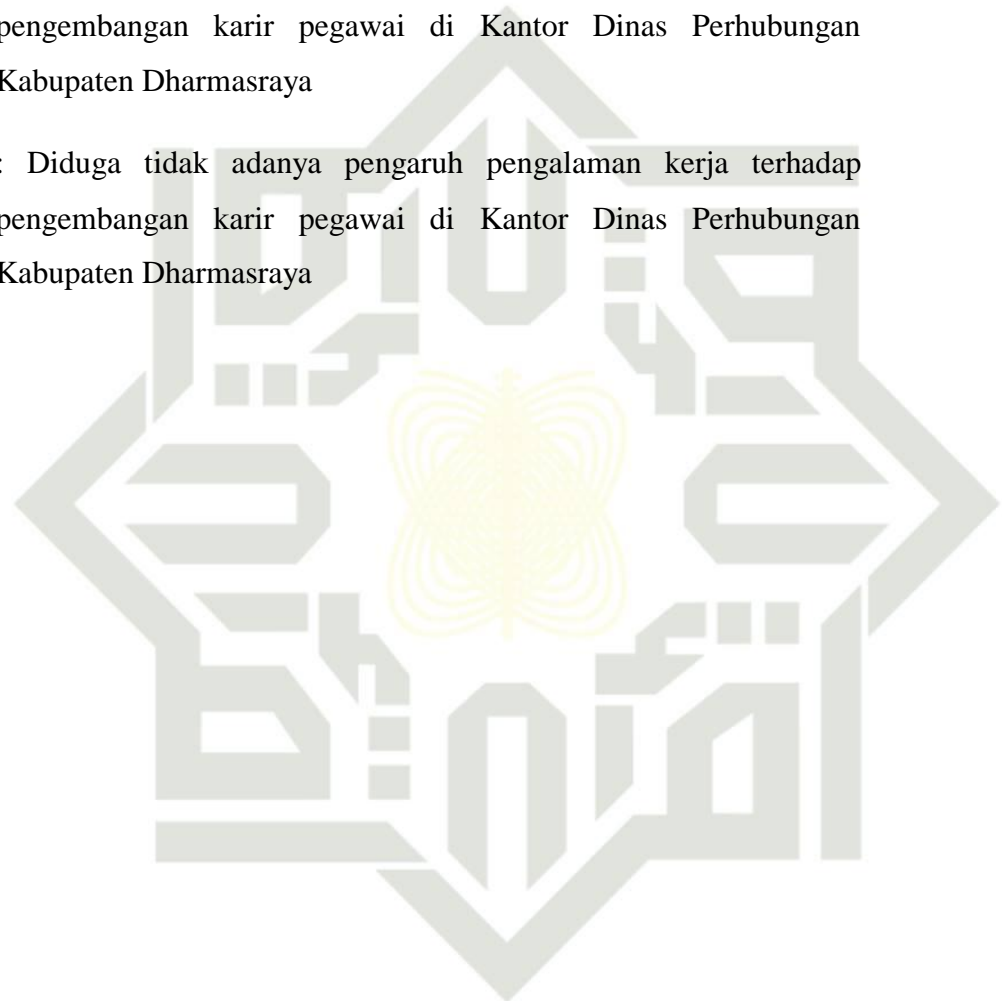 pengembangan karir pegawai di Kantor Dinas Perhubungan
Kabupaten Dharmasraya
: Diduga tidak adanya pengaruh pengalaman kerja terhadap
pengembangan karir pegawai di Kantor Dinas Perhubungan
Kabupaten Dharmasraya